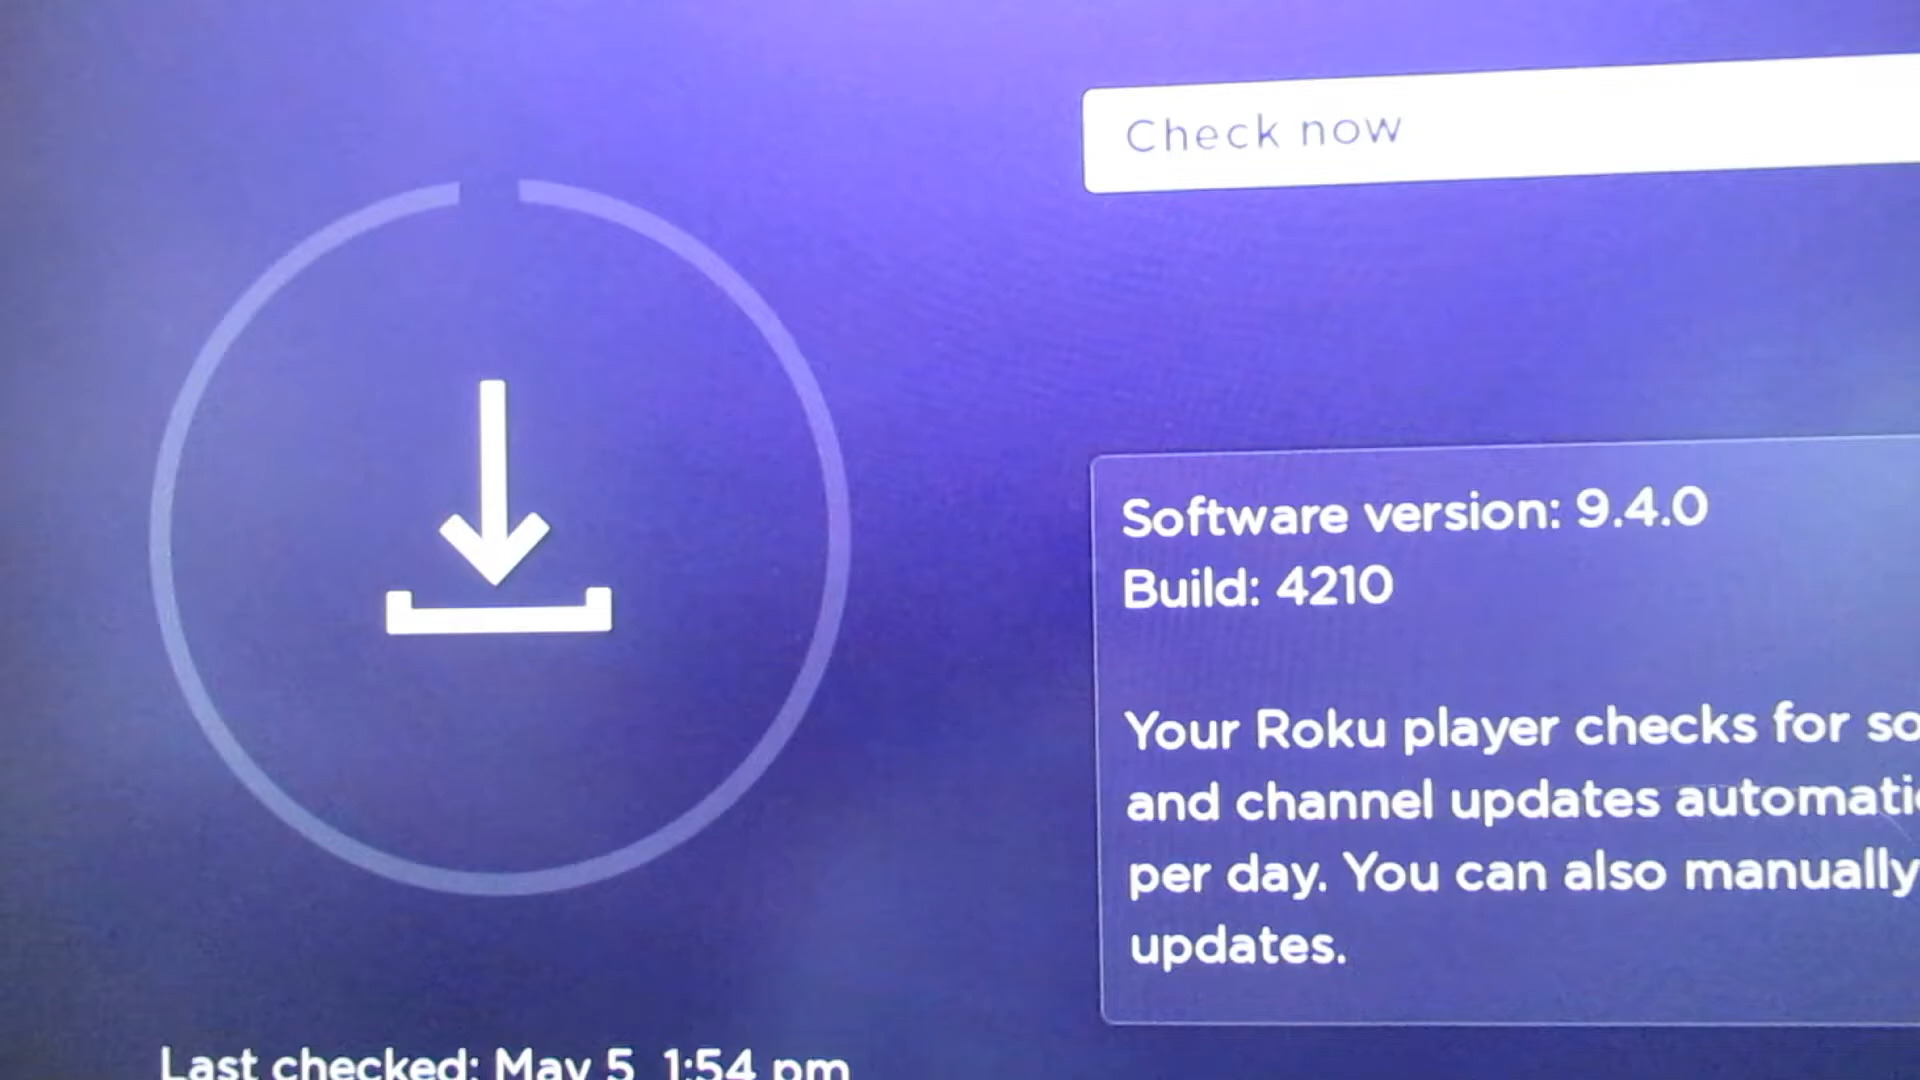 Check now
Software version: 9.4.0
Build: 4210
Your Roku player checks for
and channel updates
per day. You can also manually
updates.
Last checked: May 5 1:54 pm